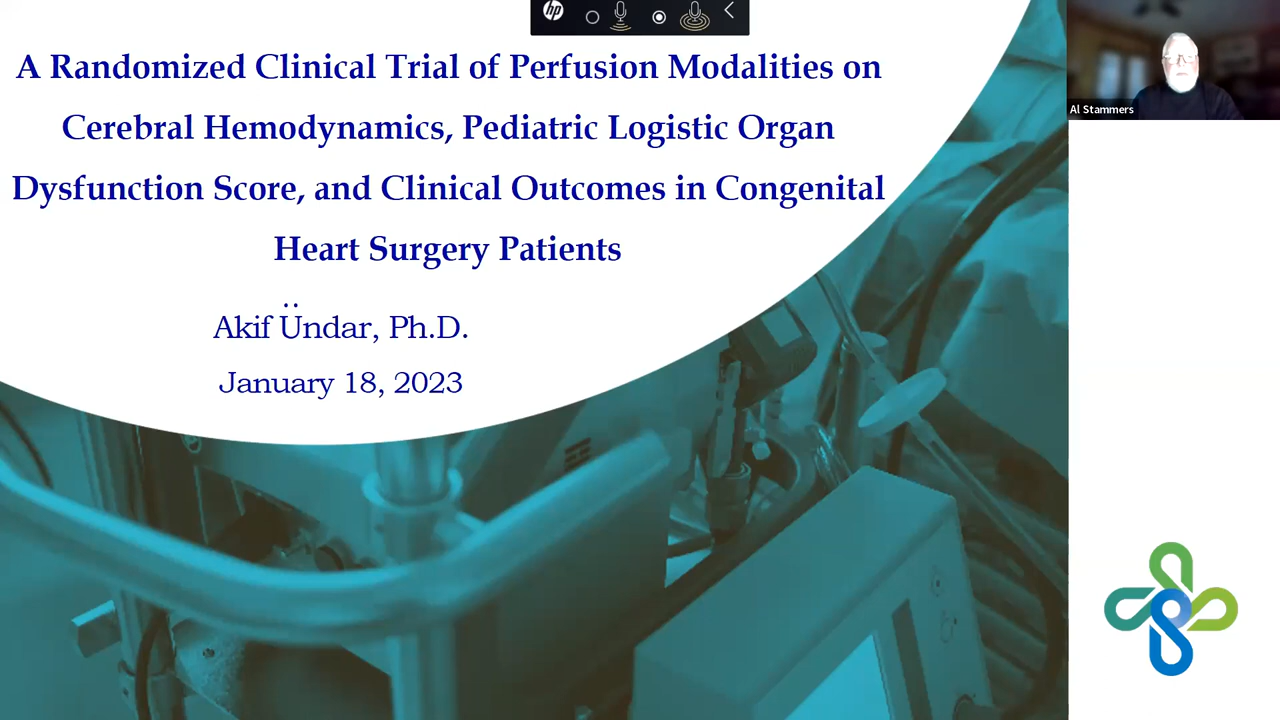 hp
A Randomized Clinical Trial of Perfusion Modalities on
Cerebral Hemodynamics, Pediatric Logistic Organ
Dysfunction Score, and Clinical Outcomes in Congenital
Heart Surgery Patients
Akif Ündar, Ph.D.
January 18, 2023
Al Stammers